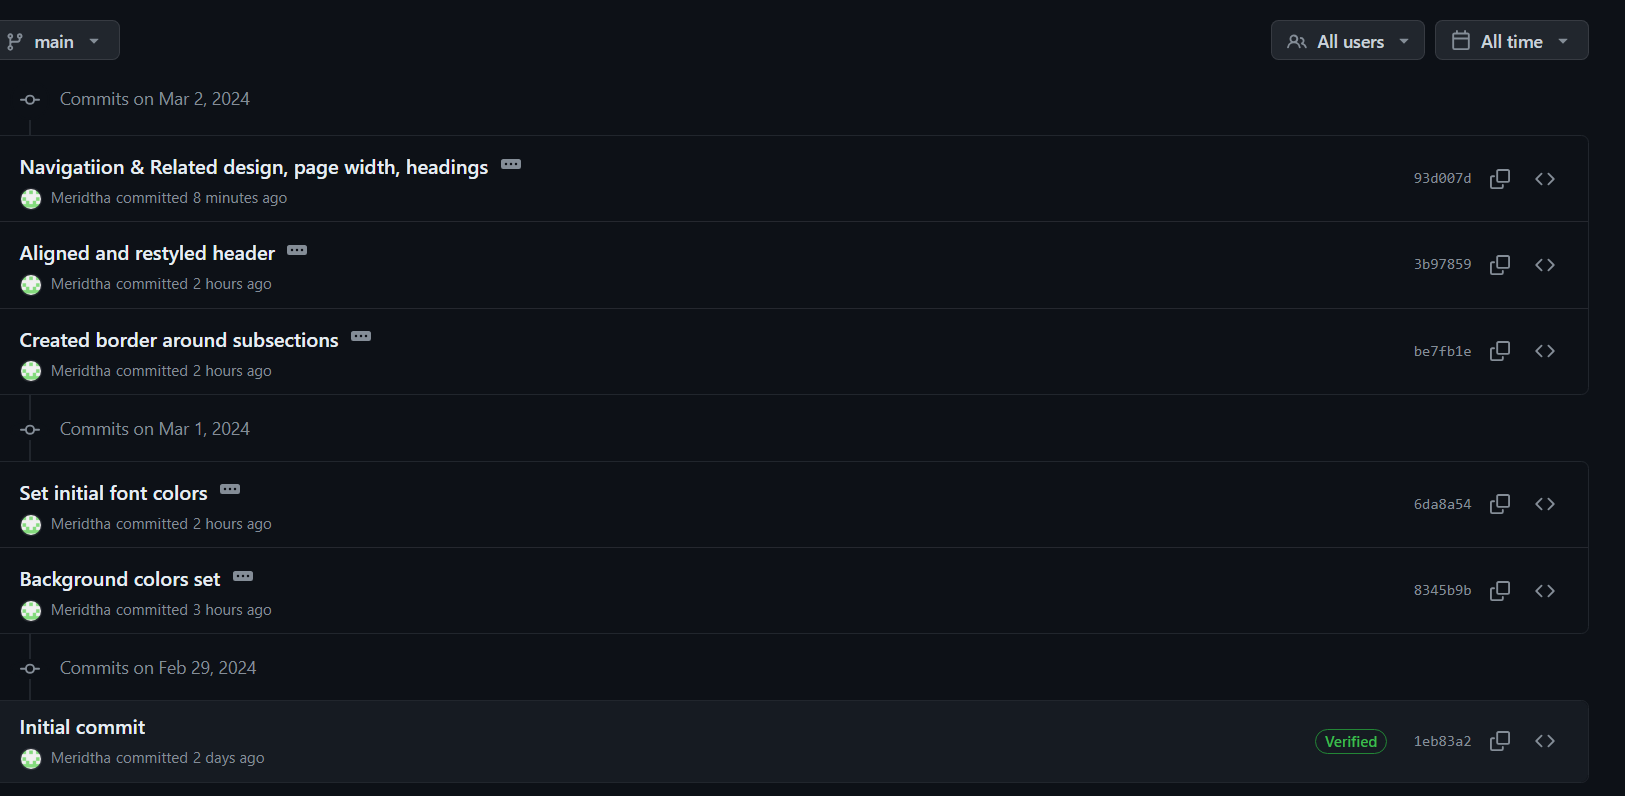 main
All users
All time
Commits on Mar 2, 2024
Navigatiion & Related design, page width, headings
93d007d
Meridtha committed 8 minutes ago
Aligned and restyled header
3b97859
Meridtha committed 2 hours ago
Created border around subsections
be7fb1e
Meridtha committed 2 hours ago
Commits on Mar 1, 2024
Set initial font colors
6da8a54
Meridtha committed 2 hours ago
Background colors set
8345b9b
Meridtha committed 3 hours ago
Commits on Feb 29, 2024
Initial commit
Verified
1eb83a2
Meridtha committed 2 days ago